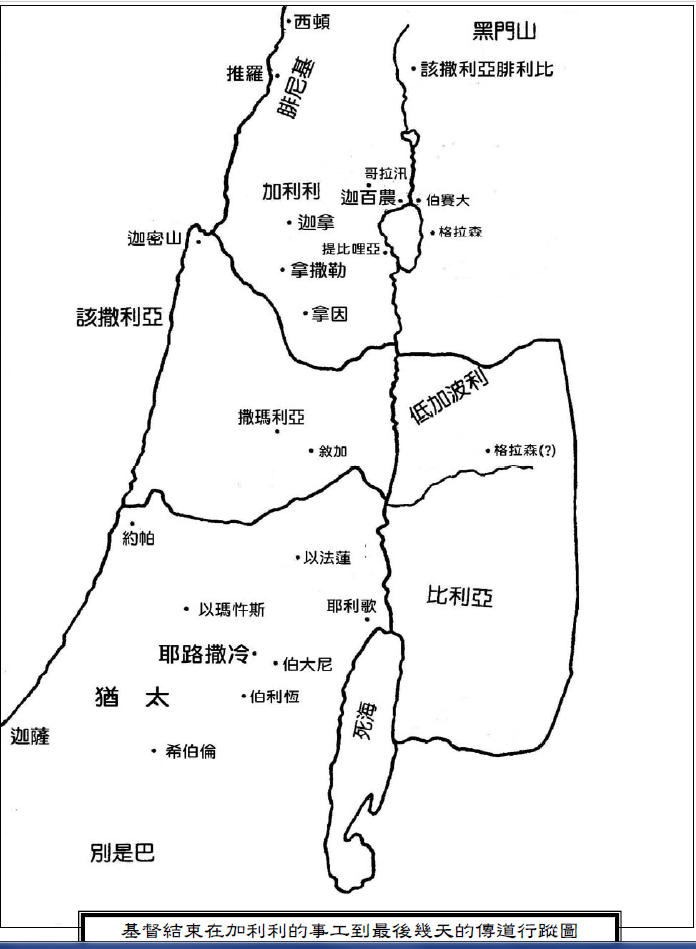 西頓
黑門山
推羅
腓尼基
該撒利亞腓利比
哥拉汛
加利利
迦百農
伯賽大
迦拿
格拉森
迦密山
提比哩亞
拿撒勒
該撒利亞
拿因
低加波利
撒瑪利亞
敘加
格拉森(?)
約帕
以法蓮
以瑪忤斯
耶利歌
比利亞
耶路撒冷
伯大尼
猶 太
伯利恆
死海
迦薩
希伯倫
別是巴
基督結束在加利利的事工到最後幾天的傳道行蹤圖